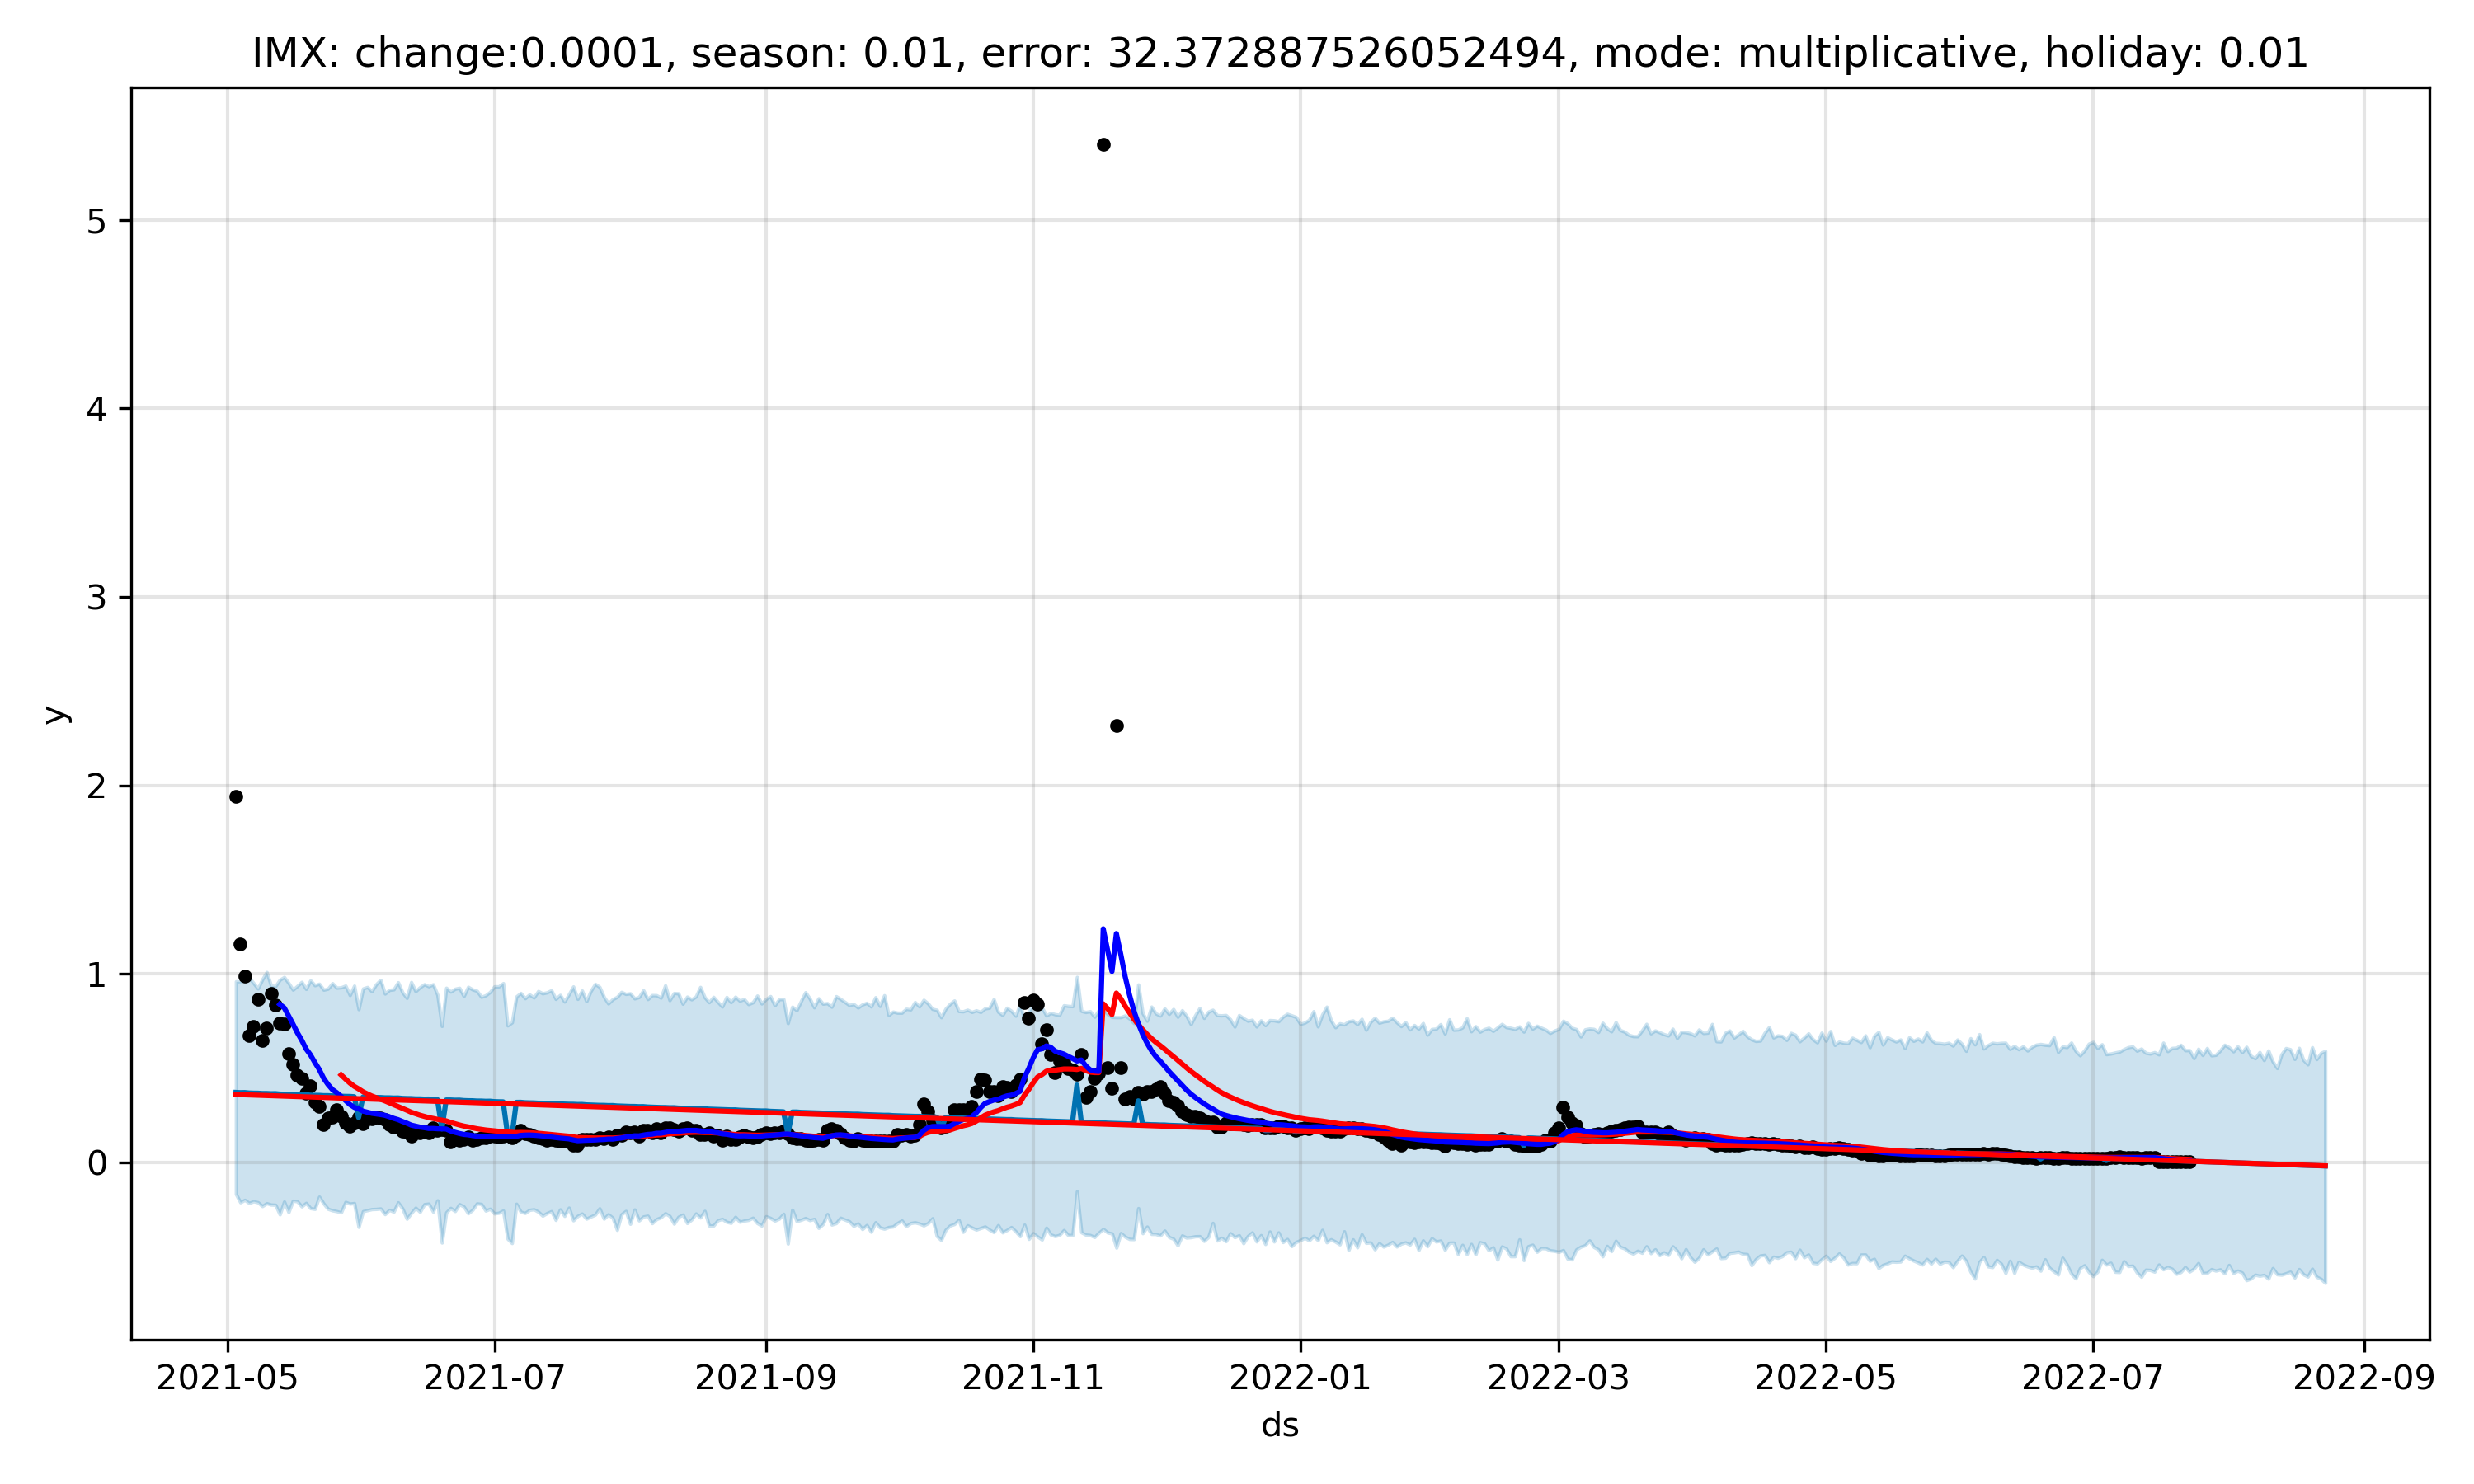 IMX: change:0.0001, season: 0.01, error: 32.372887526052494, mode: multiplicative, holiday: 0.01
5
4
3
2
1
0
y
2021-05 2021-07 2021-09 2021-11 2022-01 2022-03 2022-05 2022-07 2022-09
ds